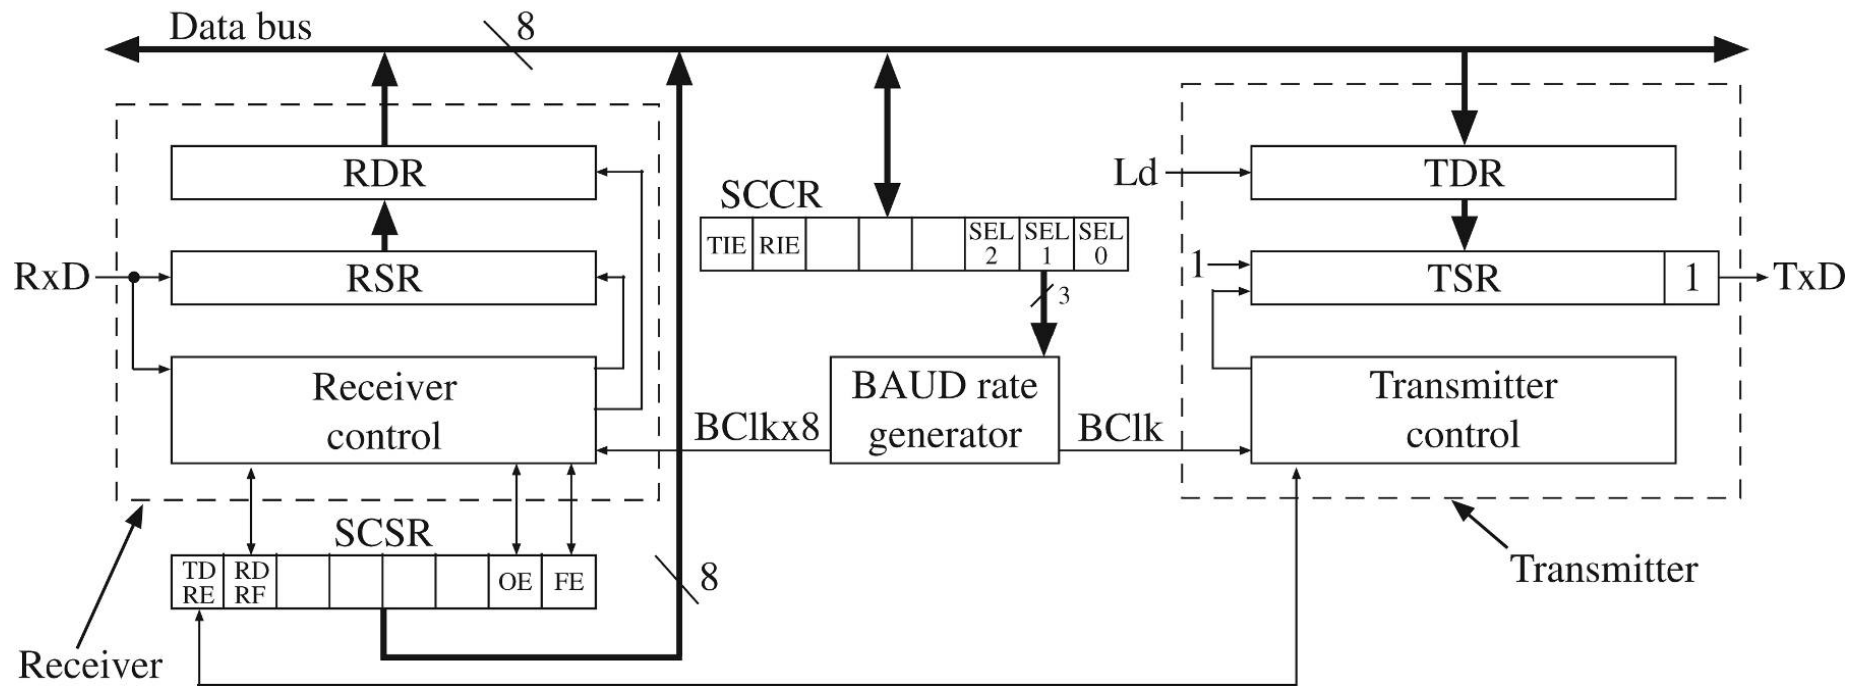 Data bus
8
RDR
RxD
RSR
Receiver
control
SCSR
TD
RE
RD
RF
OE
FE
8
Receiver
SCCR
TIE
RIE
SEL
2
SEL
1
SEL
0
3
BAUD rate
generator
BClkx8
BClk
Ld
TDR
1
TSR
1
TxD
Transmitter
control
Transmitter